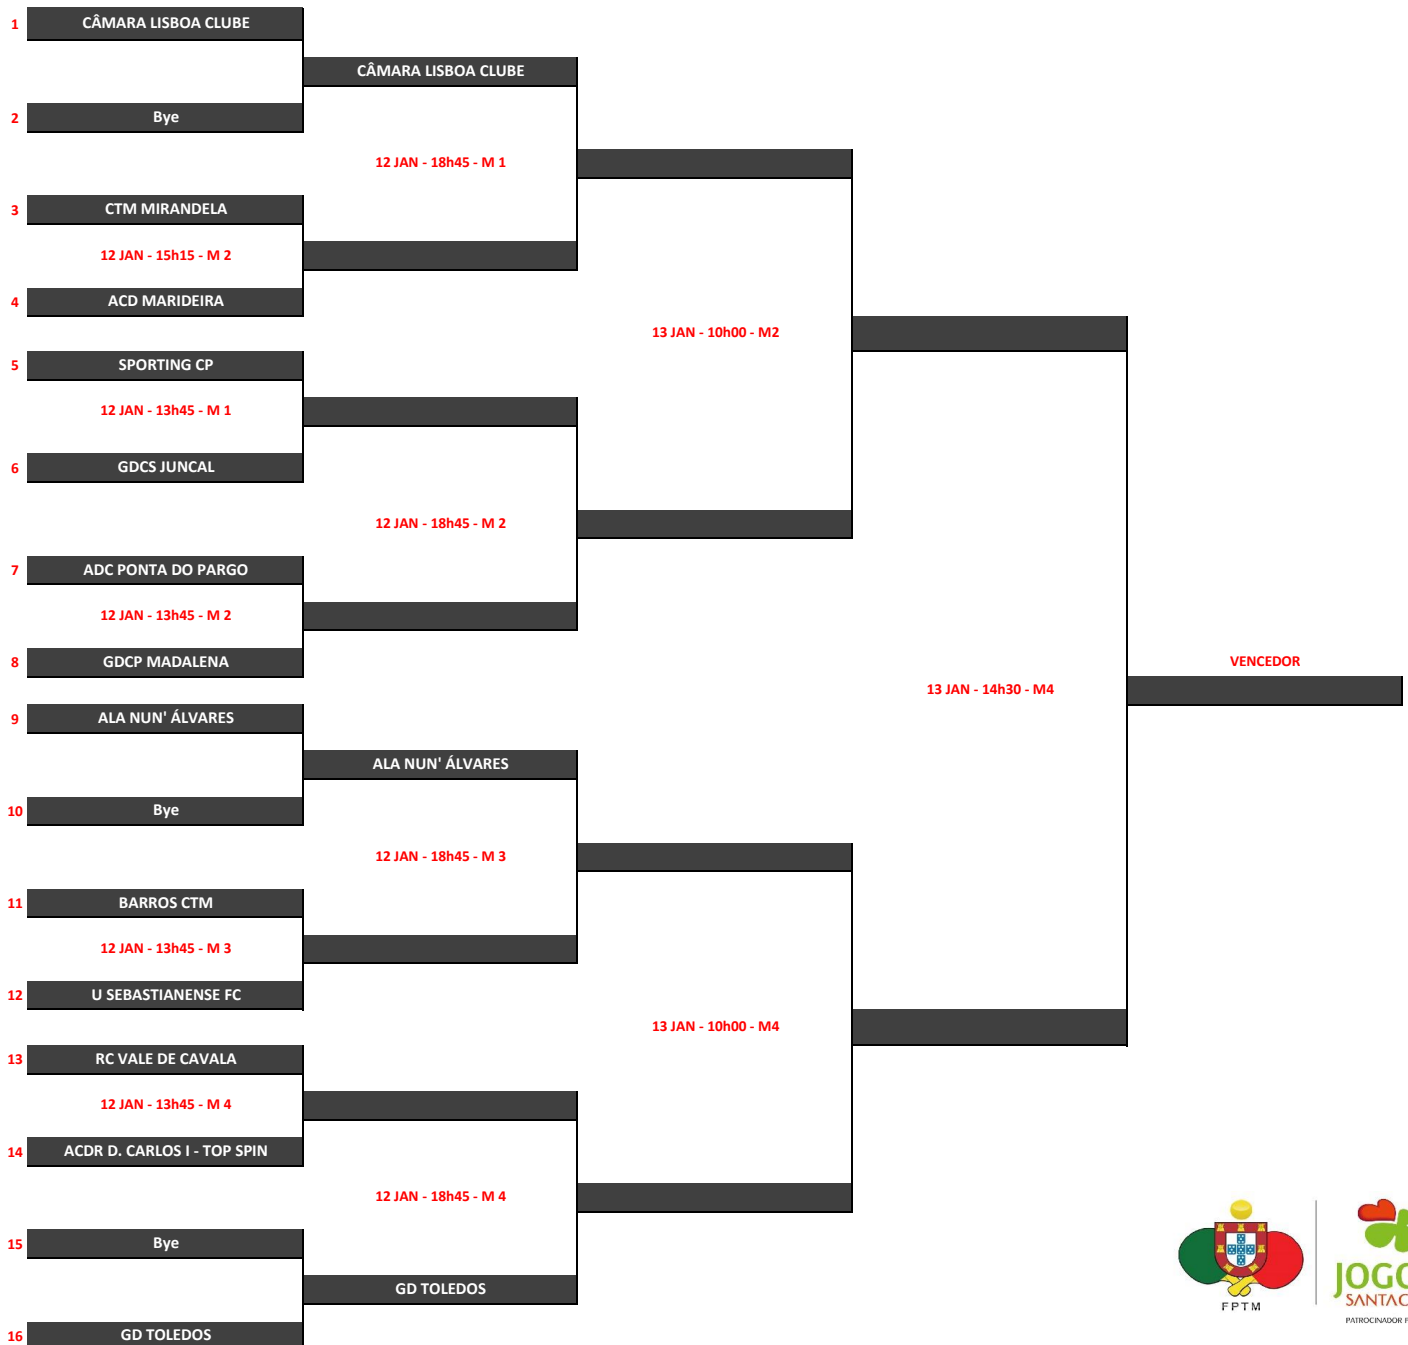 1 CÂMARA LISBOA CLUBE
CÂMARA LISBOA CLUBE
2 Bye
12 JAN - 18h45 - M 1
3 CTM MIRANDELA
12 JAN - 15h15 - M 2
4 ACD MARIDEIRA
13 JAN - 10h00 - M2
5 SPORTING CP
12 JAN - 13h45 - M 1
6 GDCS JUNCAL
12 JAN - 18h45 - M 2
7 ADC PONTA DO PARGO
12 JAN - 13h45 - M 2
8 GDCP MADALENA
VENCEDOR
13 JAN - 14h30 - M4
9 ALA NUN' ÁLVARES
ALA NUN' ÁLVARES
10 Bye
12 JAN - 18h45 - M 3
11 BARROS CTM
12 JAN - 13h45 - M 3
12 U SEBASTIANENSE FC
13 JAN - 10h00 - M4
13 RC VALE DE CAVALA
12 JAN - 13h45 - M 4
14 ACDR D. CARLOS I - TOP SPIN
12 JAN - 18h45 - M 4
15 Bye
GD TOLEDOS
16 GD TOLEDOS
FPTM
JOGO
SANTAC
PATROCINADOR